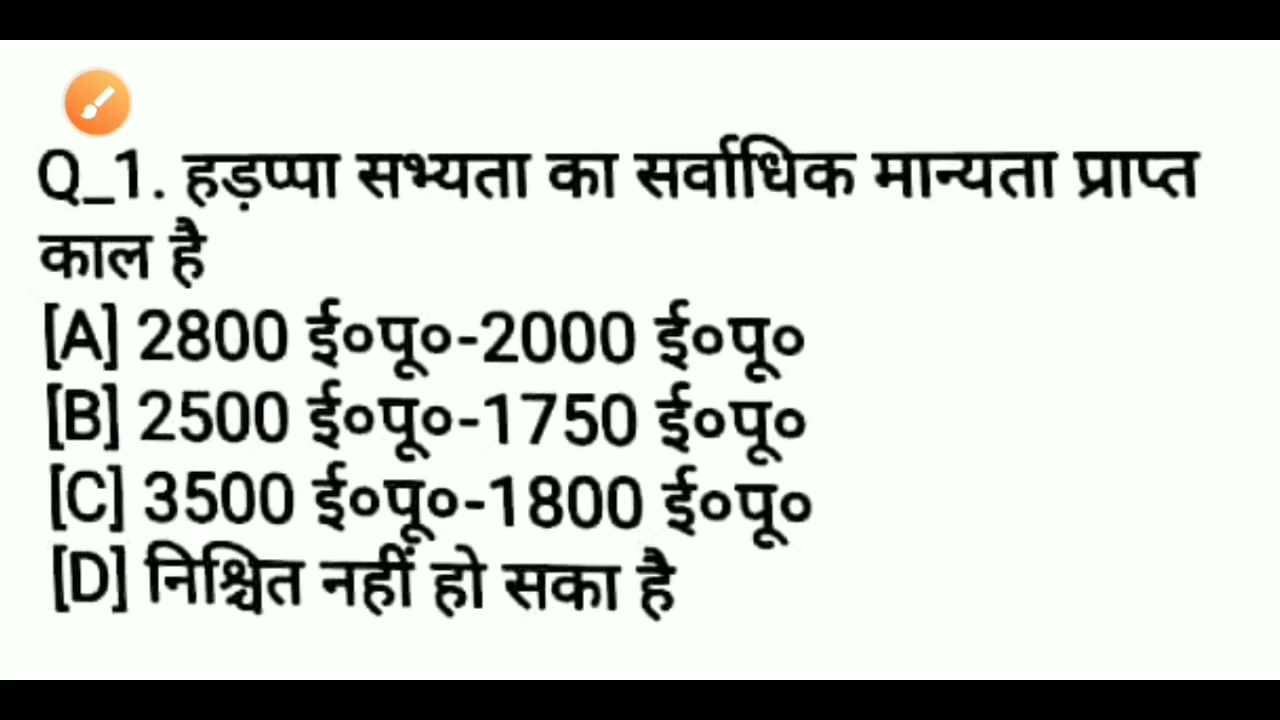 Q_1. हड़प्पा सभ्यता का सर्वाधिक मान्यता प्राप्त
काल है
[A] 2800 ई०पू०-2000 ई०पू०
[B] 2500 ई०पू०-1750 ई०पू०
[C] 3500 ई०पू०-1800 ई०पू०
[D] निश्चित नहीं हो सका है